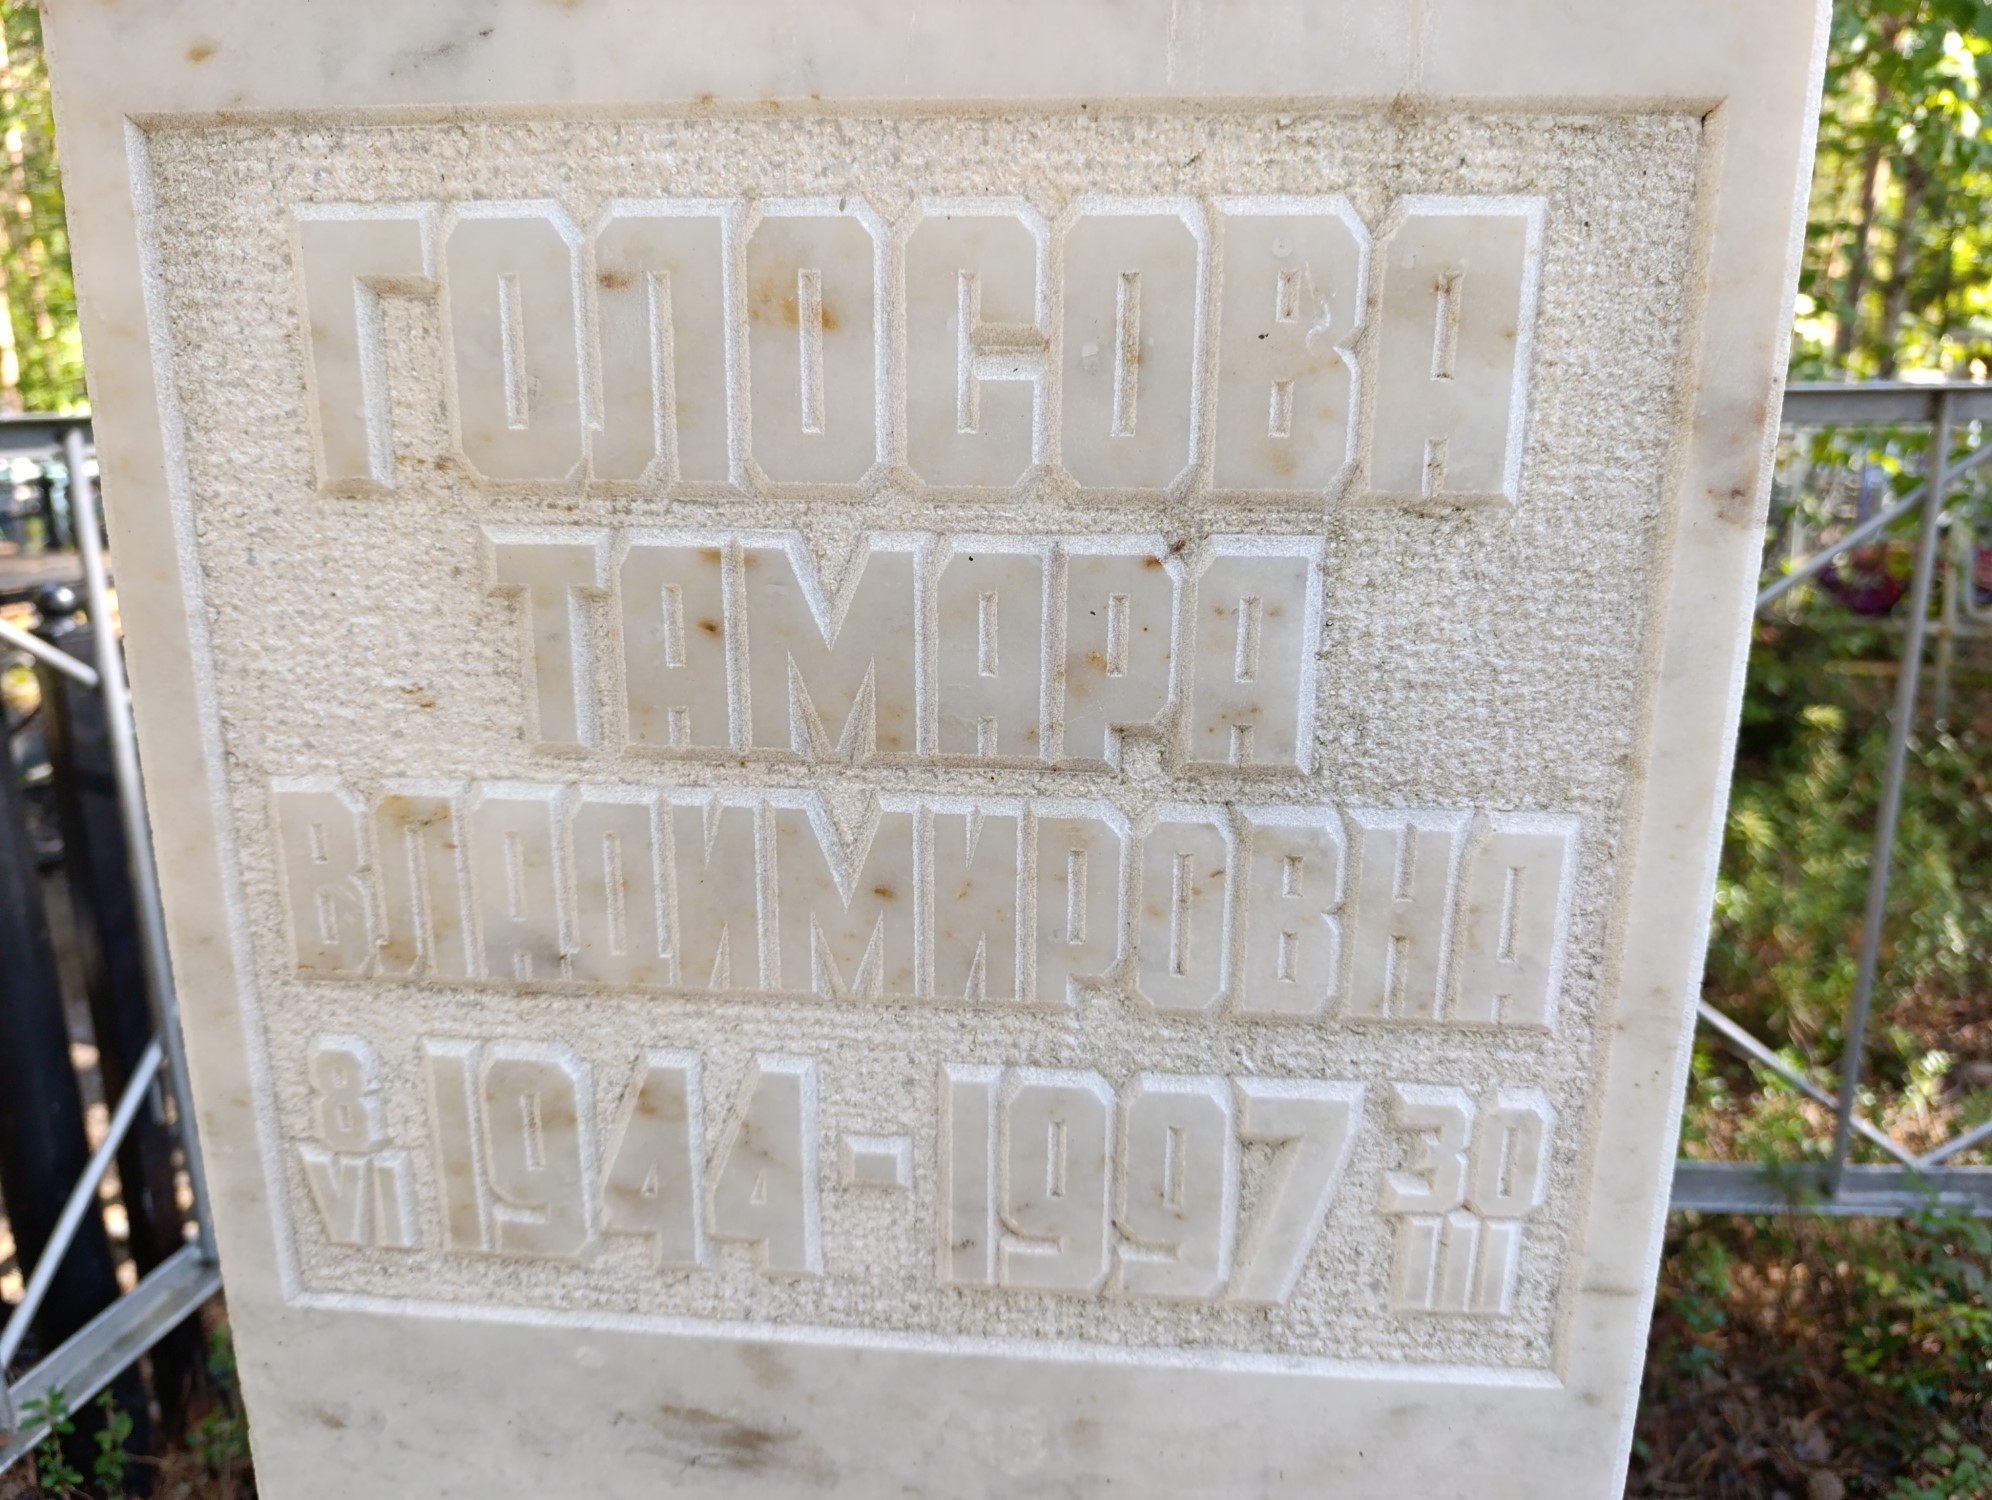 ГОЛОСОВА
ТАМАРА
ВЛАДИМИРОВНА
8 VI 1944-1997 30 III